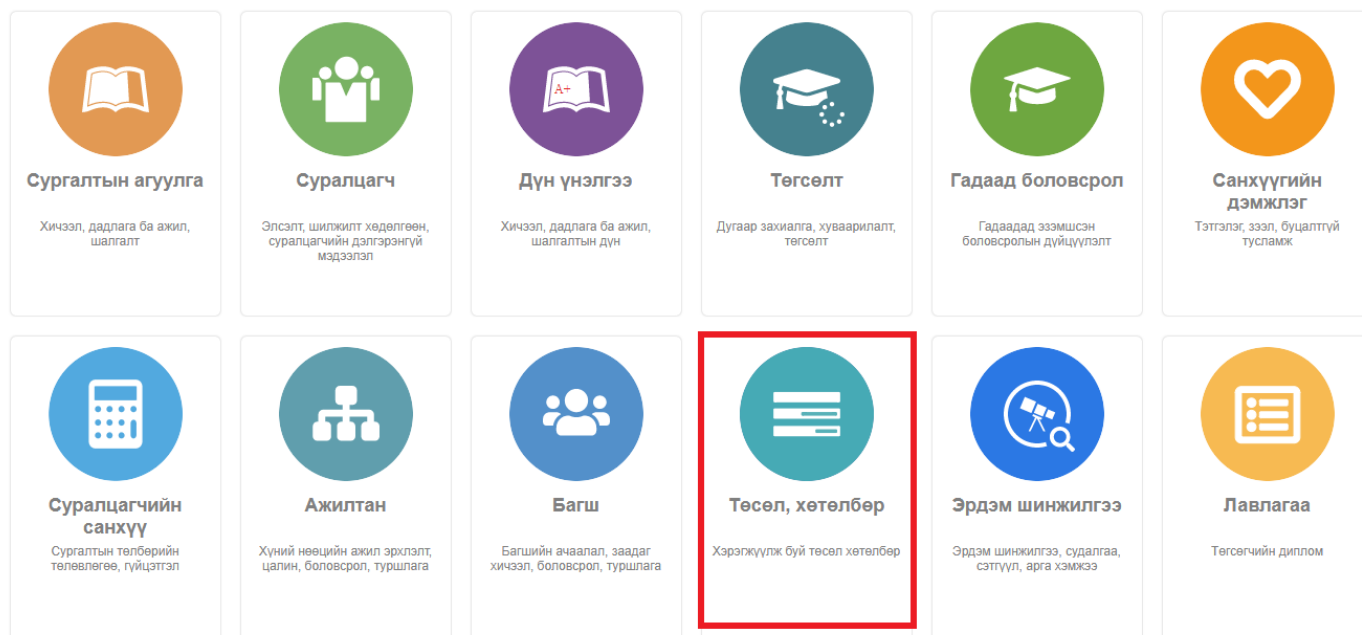 A+
Сургалтын агуулга
Хичээл, дадлага ба ажил,
шалгалт
Суралцагч
Элсэлт, шилжилт хөдөлгөөн,
суралцагчийн дэлгэрэнгүй
мэдээлэл
Дүн үнэлгээ
Хичээл, дадлага ба ажил,
шалгалтын дүн
Төгсөлт
Дугаар захиалга, хуваарилалт,
төгсөлт
Гадаад боловсрол
Гадаадад эзэмшсэн
боловсролын дүйцүүлэлт
Санхүүгийн
дэмжлэг
Тэтгэлэг, зээл, буцалтгүй
тусламж
Суралцагчийн
санхүү
Сургалтын төлбөрийн
төлөвлөгөө, гүйцэтгэл
Ажилтан
Хүний нөөцийн ажил эрхлэлт,
цалин, боловсрол, туршлага
Багш
Багшийн ачаалал, заадаг
хичээл, боловсрол, туршлага
Төсөл, хөтөлбөр
Хэрэгжүүлж буй төсөл хөтөлбөр
Эрдэм шинжилгээ
Эрдэм шинжилгээ, судалгаа,
сэтгүүл, арга хэмжээ
Лавлагаа
Төгсөгчийн диплом